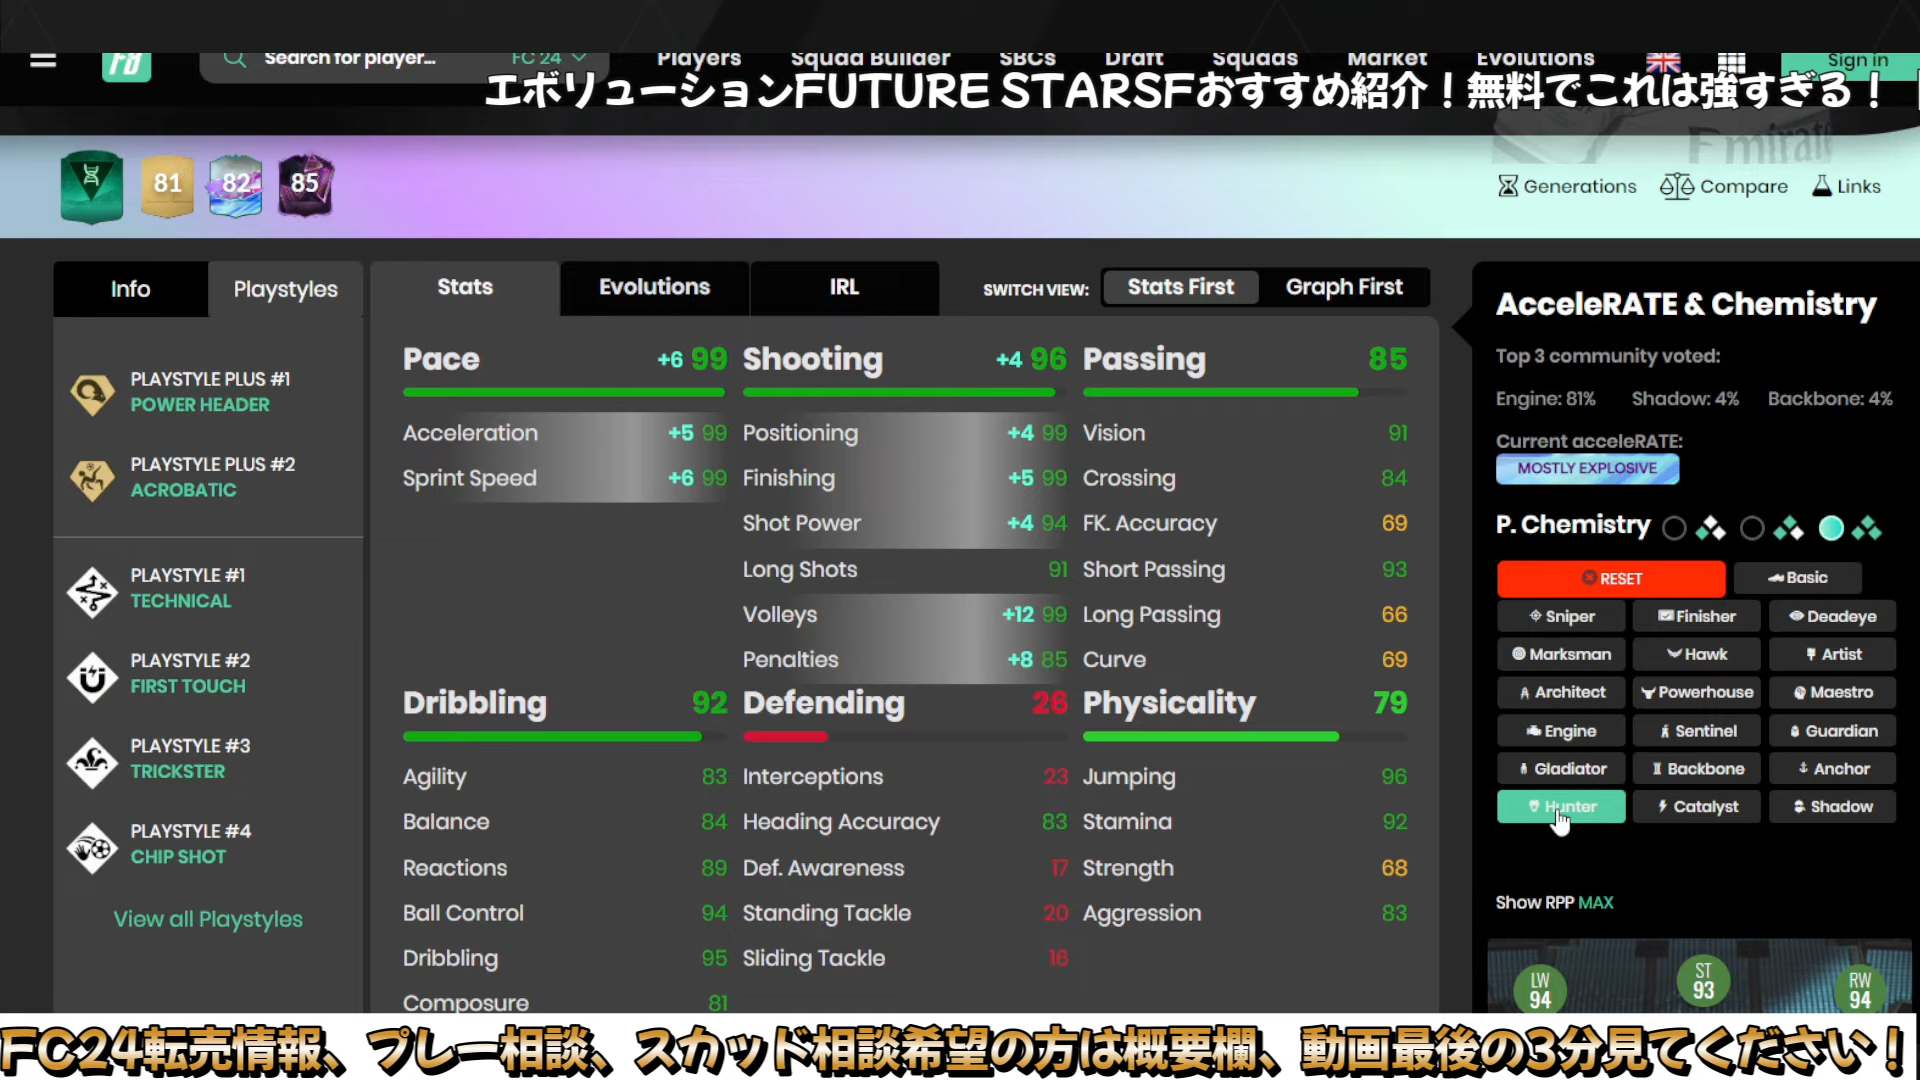 Search for player...
FC 24
Players
Squad Builder
SBCs
Draft
Squads
Market
Evolutions
Sign in
エボリューションFUTURE STARSFおすすめ紹介！無料でこれは強すぎる！
81
82
85
Generations
Compare
Links
Info
Playstyles
Stats
Evolutions
IRL
SWITCH VIEW:
Stats First
Graph First
PLAYSTYLE PLUS #1
POWER HEADER
PLAYSTYLE PLUS #2
ACROBATIC
PLAYSTYLE #1
TECHNICAL
PLAYSTYLE #2
FIRST TOUCH
PLAYSTYLE #3
TRICKSTER
PLAYSTYLE #4
CHIP SHOT
View all Playstyles
Pace +6 99
Acceleration +5 99
Sprint Speed +6 99
Shooting +4 96
Positioning +4 99
Finishing +5 99
Shot Power +4 94
Long Shots 91
Volleys +12 99
Penalties +8 85
Passing 85
Vision 91
Crossing 84
FK. Accuracy 69
Short Passing 93
Long Passing 66
Curve 69
Dribbling 92
Agility 83
Balance 84
Reactions 89
Ball Control 94
Dribbling 95
Composure 81
Defending 26
Interceptions 23
Heading Accuracy 83
Def. Awareness 17
Standing Tackle 20
Sliding Tackle 16
Physicality 79
Jumping 96
Stamina 92
Strength 68
Aggression 83
AcceleRATE & Chemistry
Top 3 community voted:
Engine: 81% Shadow: 4% Backbone: 4%
Current acceleRATE:
MOSTLY EXPLOSIVE
P. Chemistry
RESET
Basic
Sniper
Finisher
Deadeye
Marksman
Hawk
Artist
Architect
Powerhouse
Maestro
Engine
Sentinel
Guardian
Gladiator
Backbone
Anchor
Hunter
Catalyst
Shadow
Show RPP MAX
LW
94
ST
93
RW
94
FC24転売情報、プレー相談、スカッド相談希望の方は概要欄、動画最後の3分見てください！